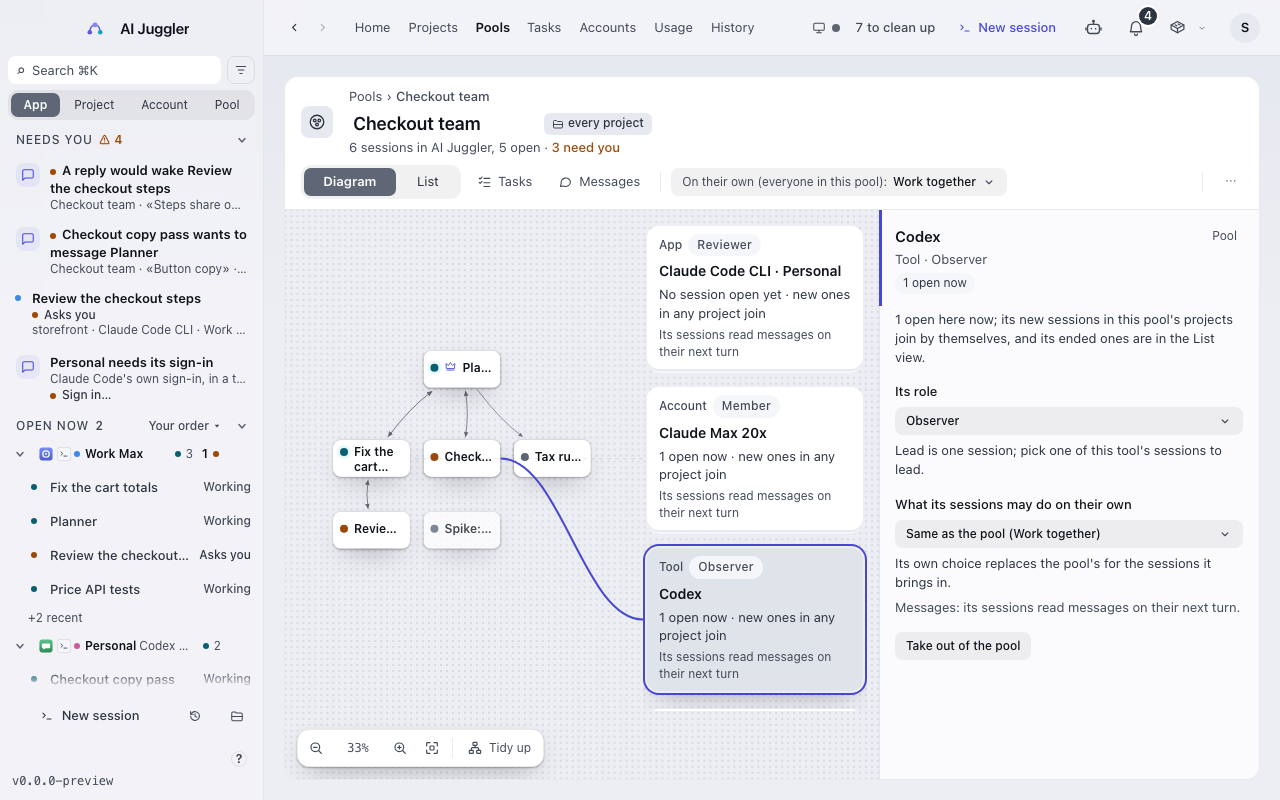 AI Juggler
Search ⌘K
App Project Account Pool
NEEDS YOU 4
A reply would wake Review
the checkout steps
Checkout team · «Steps share o...
Checkout copy pass wants to
message Planner
Checkout team · «Button copy» ·...
Review the checkout steps
Asks you
storefront · Claude Code CLI · Work ...
Personal needs its sign-in
Claude Code's own sign-in, in a t...
Sign in...
OPEN NOW 2 Your order
Work Max 3 1
Fix the cart totals Working
Planner Working
Review the checkout... Asks you
Price API tests Working
+2 recent
Personal Codex ... 2
Checkout copy pass Working
New session
?
v0.0.0-preview
Home Projects Pools Tasks Accounts Usage History
7 to clean up New session 4 S
Pools › Checkout team
Checkout team every project
6 sessions in AI Juggler, 5 open · 3 need you
Diagram List Tasks Messages On their own (everyone in this pool): Work together ...
Pla...
Fix the
cart...
Check...
Tax ru...
Revie...
Spike:...
App Reviewer
Claude Code CLI · Personal
No session open yet · new ones
in any project join
Its sessions read messages on
their next turn
Account Member
Claude Max 20x
1 open now · new ones in any
project join
Its sessions read messages on
their next turn
Tool Observer
Codex
1 open now · new ones in any
project join
Its sessions read messages on
their next turn
33% Tidy up
Codex Pool
Tool · Observer
1 open now
1 open here now; its new sessions in this pool's projects
join by themselves, and its ended ones are in the List
view.
Its role
Observer
Lead is one session; pick one of this tool's sessions to
lead.
What its sessions may do on their own
Same as the pool (Work together)
Its own choice replaces the pool's for the sessions it
brings in.
Messages: its sessions read messages on their next turn.
Take out of the pool